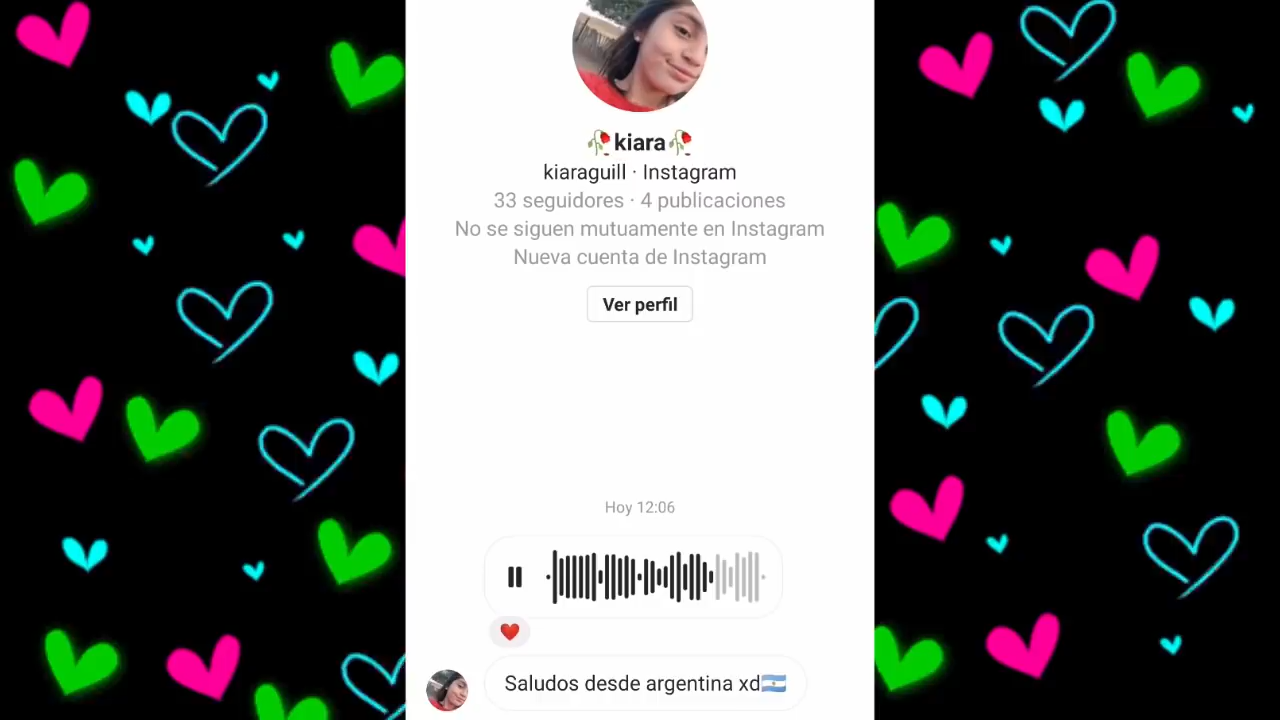 🥀kiara🥀
kiaraguill · Instagram
33 seguidores · 4 publicaciones
No se siguen mutuamente en Instagram
Nueva cuenta de Instagram
Ver perfil
Hoy 12:06
Saludos desde argentina xd🇦🇷